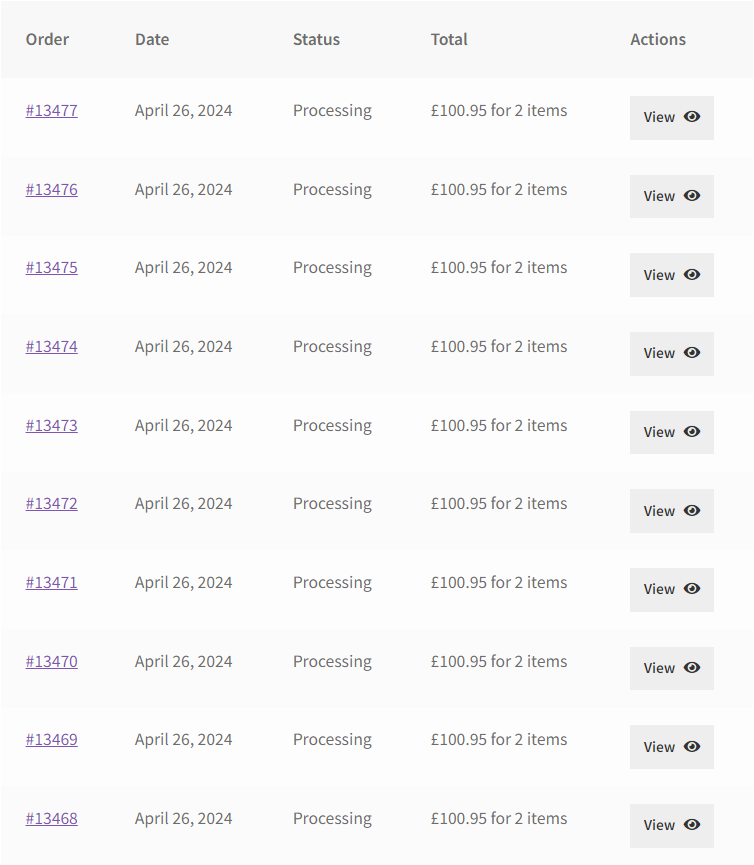 Order Date Status Total Actions
#13477 April 26, 2024 Processing £100.95 for 2 items View
#13476 April 26, 2024 Processing £100.95 for 2 items View
#13475 April 26, 2024 Processing £100.95 for 2 items View
#13474 April 26, 2024 Processing £100.95 for 2 items View
#13473 April 26, 2024 Processing £100.95 for 2 items View
#13472 April 26, 2024 Processing £100.95 for 2 items View
#13471 April 26, 2024 Processing £100.95 for 2 items View
#13470 April 26, 2024 Processing £100.95 for 2 items View
#13469 April 26, 2024 Processing £100.95 for 2 items View
#13468 April 26, 2024 Processing £100.95 for 2 items View